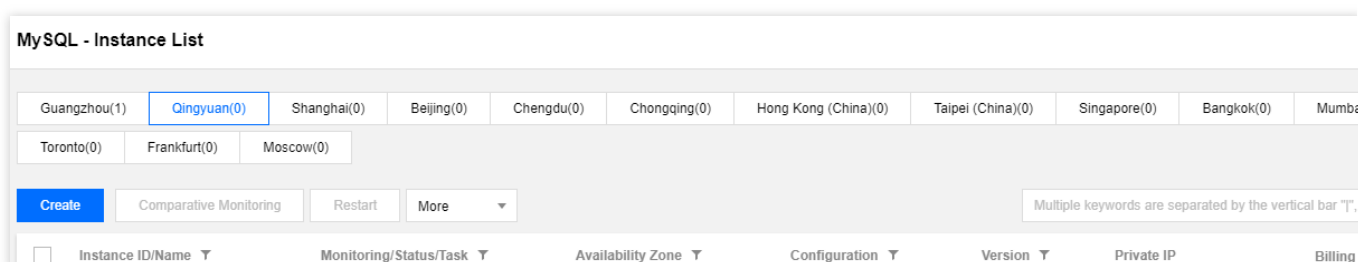 MySQL - Instance List
Guangzhou(1) Qingyuan(0) Shanghai(0) Beijing(0) Chengdu(0) Chongqing(0) Hong Kong (China)(0) Taipei (China)(0) Singapore(0) Bangkok(0) Mumba
Toronto(0) Frankfurt(0) Moscow(0)
Create Comparative Monitoring Restart More Multiple keywords are separated by the vertical bar "|",
Instance ID/Name Monitoring/Status/Task Availability Zone Configuration Version Private IP Billing